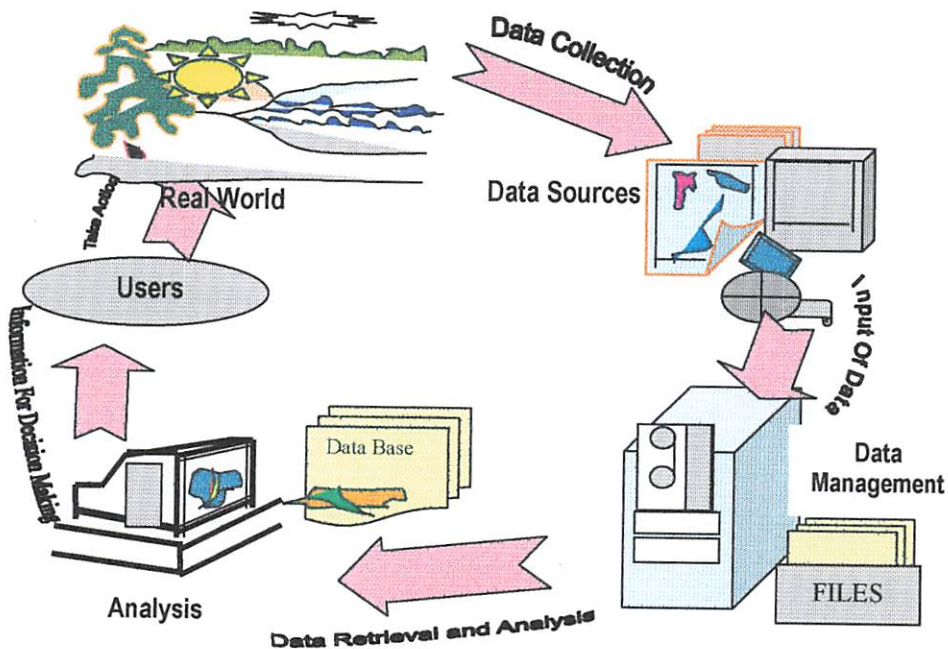 Data Collection
Real World
Data Sources
Take Action
Users
Input Of Data
Information For Decision Making
Data Base
Data
Management
FILES
Analysis
Data Retrieval and Analysis